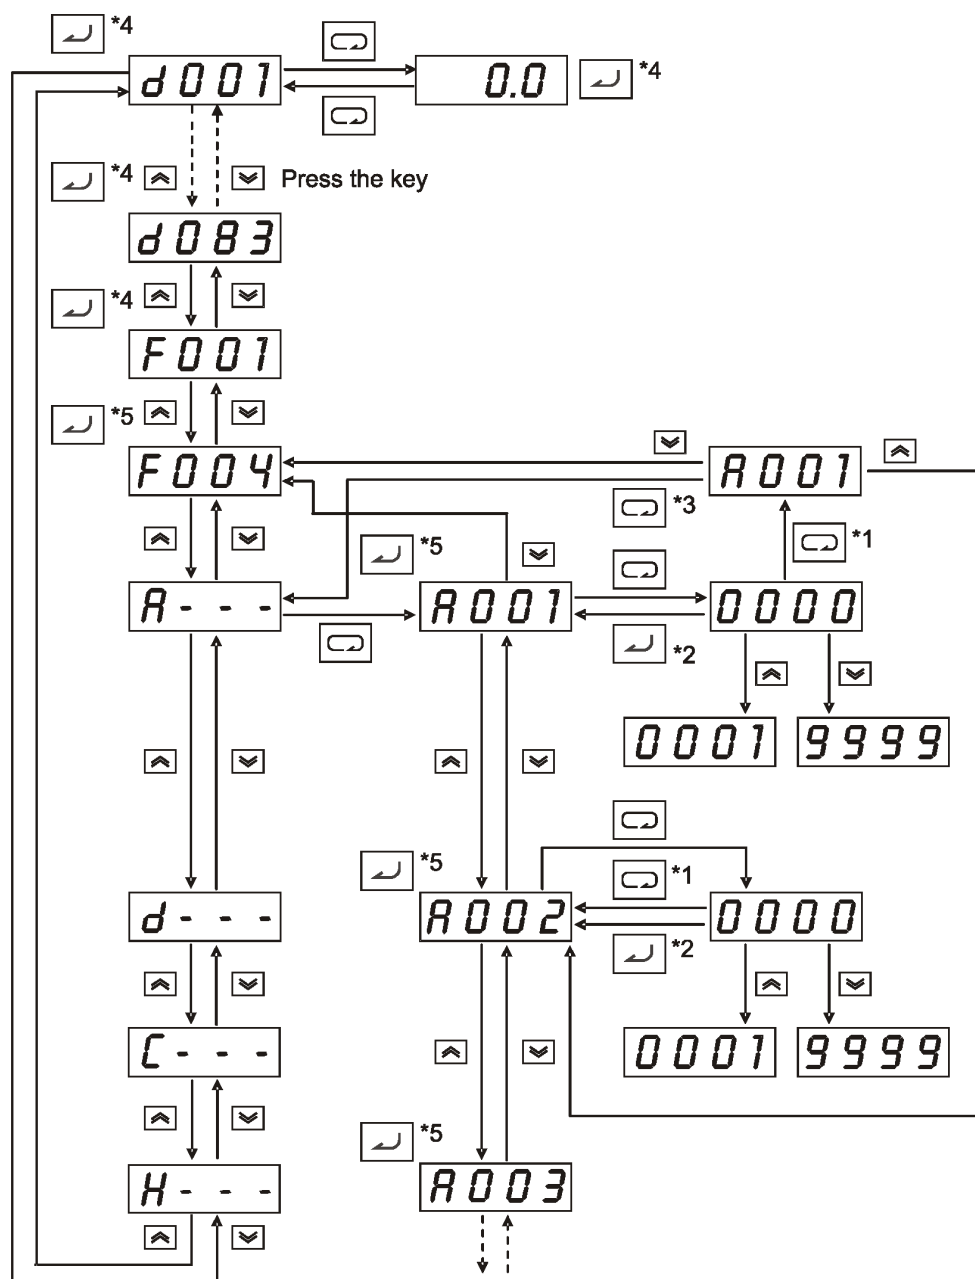 *4
d001
0.0
*4
*4
Press the key
d083
*4
F001
*5
F004
A001
*3
*1
*5
A---
A001
0000
*2
0001
9999
*5
*1
d---
A002
0000
*2
C---
0001
9999
*5
H---
A003